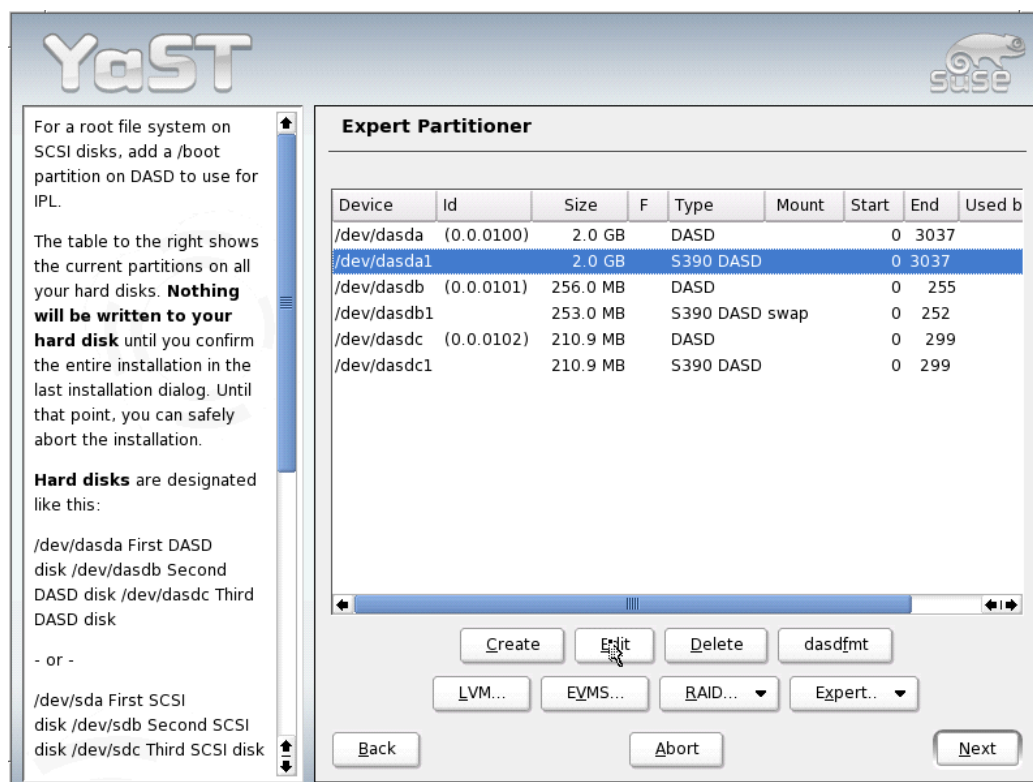 YaST
suse
For a root file system on
SCSI disks, add a /boot
partition on DASD to use for
IPL.
The table to the right shows
the current partitions on all
your hard disks. Nothing
will be written to your
hard disk until you confirm
the entire installation in the
last installation dialog. Until
that point, you can safely
abort the installation.
Hard disks are designated
like this:
/dev/dasda First DASD
disk /dev/dasdb Second
DASD disk /dev/dasdc Third
DASD disk
- or -
/dev/sda First SCSI
disk /dev/sdb Second SCSI
disk /dev/sdc Third SCSI disk
Expert Partitioner
Device Id Size F Type Mount Start End Used b
/dev/dasda (0.0.0100) 2.0 GB DASD 0 3037
/dev/dasda1 2.0 GB S390 DASD 0 3037
/dev/dasdb (0.0.0101) 256.0 MB DASD 0 255
/dev/dasdb1 253.0 MB S390 DASD swap 0 252
/dev/dasdc (0.0.0102) 210.9 MB DASD 0 299
/dev/dasdc1 210.9 MB S390 DASD 0 299
Create Edit Delete dasdfmt
LVM... EVMS... RAID... Expert..
Back Abort Next